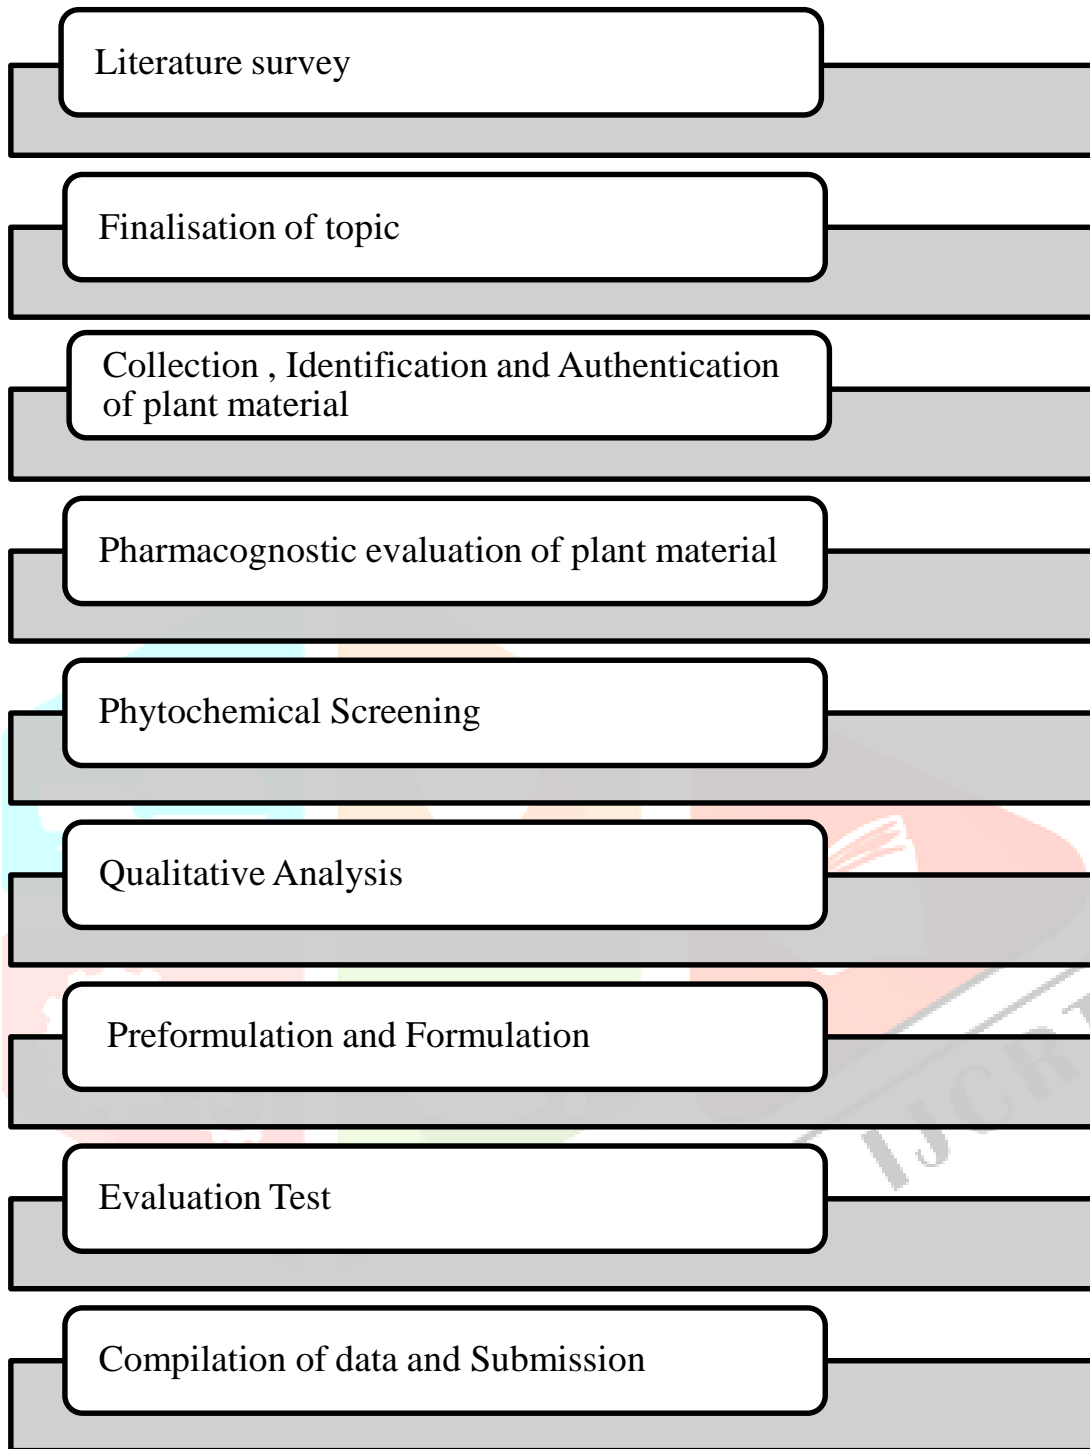 Literature survey
Finalisation of topic
Collection , Identification and Authentication
of plant material
Pharmacognostic evaluation of plant material
Phytochemical Screening
Qualitative Analysis
Preformulation and Formulation
Evaluation Test
Compilation of data and Submission